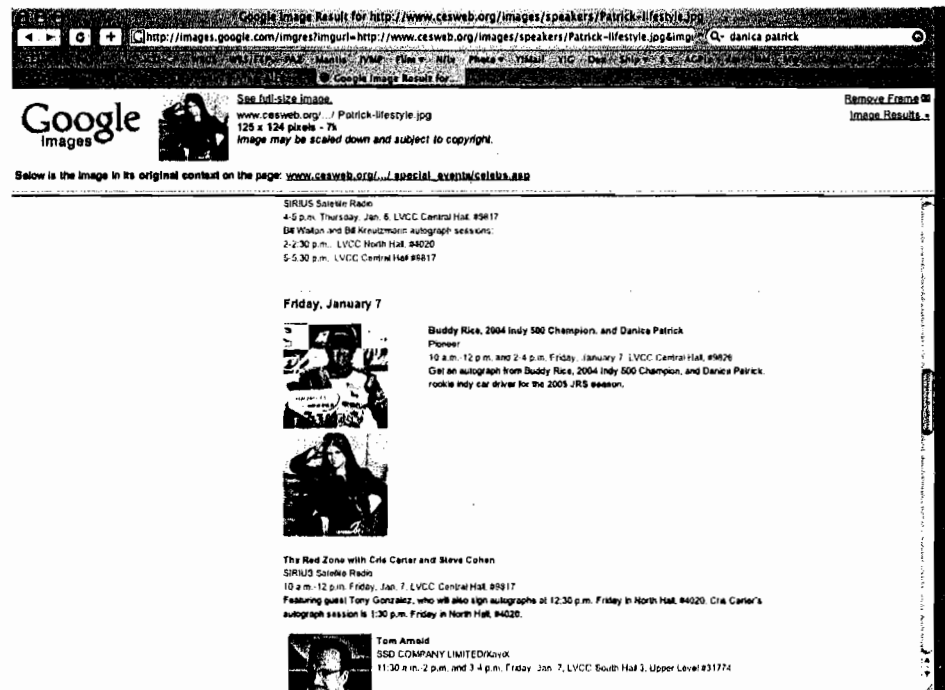 Google Image Result for http://www.cesweb.org/images/speakers/Patrick-lifestyle.jpg
http://images.google.com/imgres?imgurl=http://www.cesweb.org/images/speakers/Patrick-lifestyle.jpg&imgr
Q- danica patrick
Mantis JVMP Film Nflx Photo YIMail YIG Ship
Google Image Result for...
Google
Images
See full-size image.
www.cesweb.org/.../ Patrick-lifestyle.jpg
125 x 124 pixels - 7k
Image may be scaled down and subject to copyright.
Remove Frame
Image Results
Below is the image in its original context on the page: www.cesweb.org/.../ special_events/celebs.asp
SIRIUS Satellite Radio
4-5 p.m. Thursday, Jan. 6, LVCC Central Hall, #9817
Bill Walton and Bill Kreutzmann autograph sessions:
2-2:30 p.m., LVCC North Hall, #4020
5-5:30 p.m., LVCC Central Hall #9817
Friday, January 7
Buddy Rice, 2004 Indy 500 Champion, and Danica Patrick
Pioneer
10 a.m.-12 p.m. and 2-4 p.m. Friday, January 7 LVCC Central Hall, #9826
Get an autograph from Buddy Rice, 2004 Indy 500 Champion, and Danica Patrick,
rookie indy car driver for the 2005 JRS season.
The Red Zone with Cris Carter and Steve Cohen
SIRIUS Satellite Radio
10 a.m.-12 p.m. Friday, Jan. 7, LVCC Central Hall, #9817
Featuring guest Tony Gonzalez, who will also sign autographs at 12:30 p.m. Friday in North Hall, #4020. Cris Carter's
autograph session is 1:30 p.m. Friday in North Hall, #4020.
Tom Arnold
SSD COMPANY LIMITED/XaviX
11:30 a.m.-2 p.m. and 3-4 p.m. Friday Jan. 7, LVCC South Hall 3, Upper Level #31774